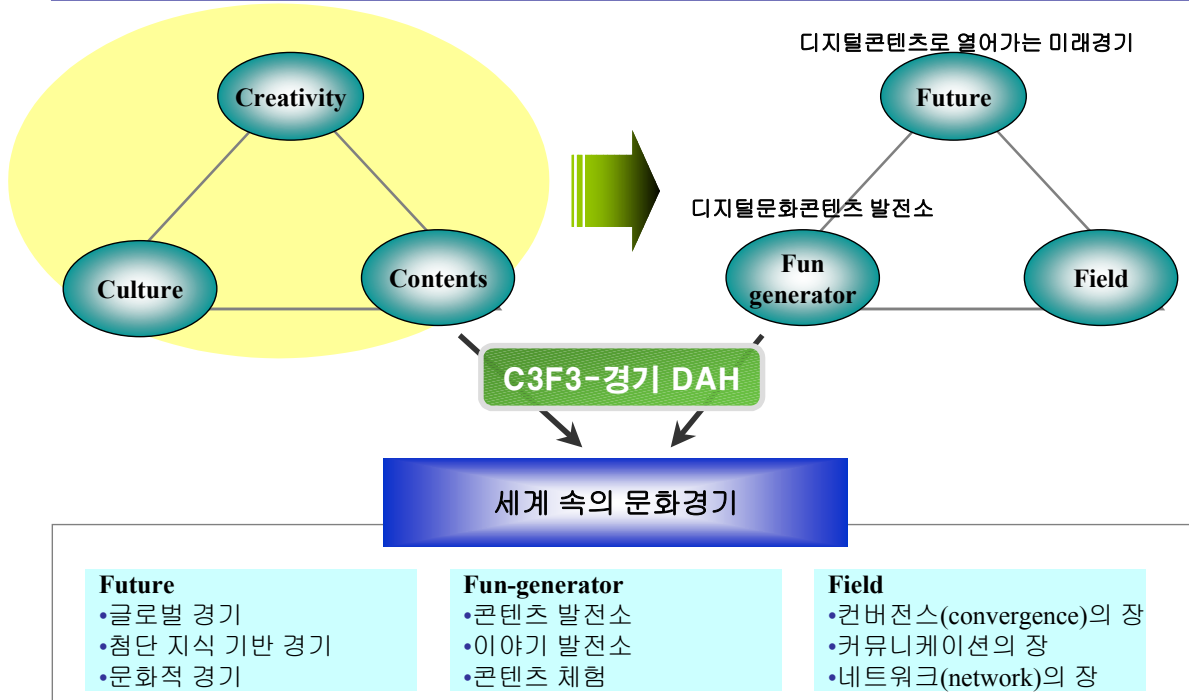 디지털콘텐츠로 열어가는 미래경기
Creativity
Future
디지털문화콘텐츠 발전소
Culture
Contents
Fun
generator
Field
C3F3-경기 DAH
세계 속의 문화경기
Future
•글로벌 경기
•첨단 지식 기반 경기
•문화적 경기
Fun-generator
•콘텐츠 발전소
•이야기 발전소
•콘텐츠 체험
Field
•컨버전스(convergence)의 장
•커뮤니케이션의 장
•네트워크(network)의 장